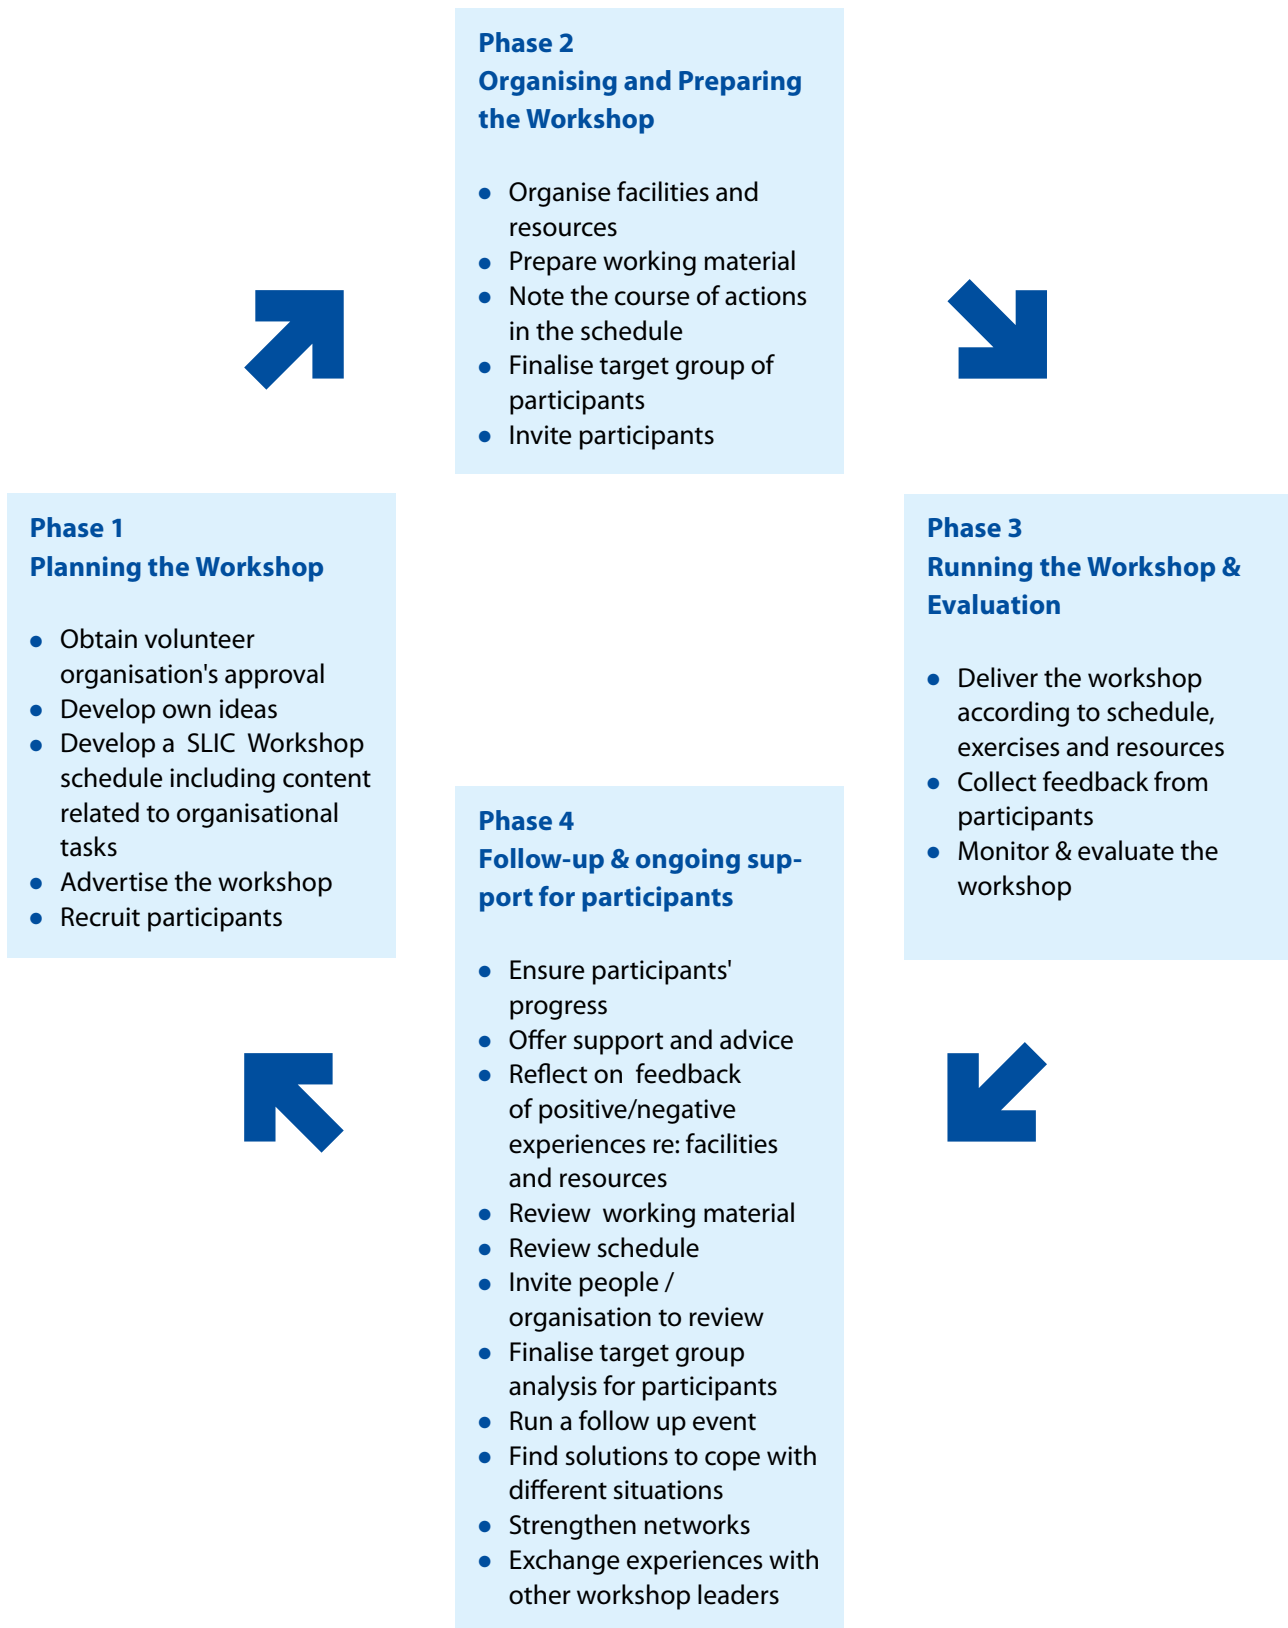 Phase 2
Organising and Preparing
the Workshop
● Organise facilities and
resources
● Prepare working material
● Note the course of actions
in the schedule
● Finalise target group of
participants
● Invite participants
Phase 1
Planning the Workshop
● Obtain volunteer
organisation's approval
● Develop own ideas
● Develop a SLIC Workshop
schedule including content
related to organisational
tasks
● Advertise the workshop
● Recruit participants
Phase 3
Running the Workshop &
Evaluation
● Deliver the workshop
according to schedule,
exercises and resources
● Collect feedback from
participants
● Monitor & evaluate the
workshop
Phase 4
Follow-up & ongoing sup-
port for participants
● Ensure participants'
progress
● Offer support and advice
● Reflect on feedback
of positive/negative
experiences re: facilities
and resources
● Review working material
● Review schedule
● Invite people /
organisation to review
● Finalise target group
analysis for participants
● Run a follow up event
● Find solutions to cope with
different situations
● Strengthen networks
● Exchange experiences with
other workshop leaders